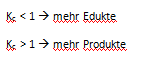 Kc < 1 → mehr Edukte
Kc > 1 → mehr Produkte